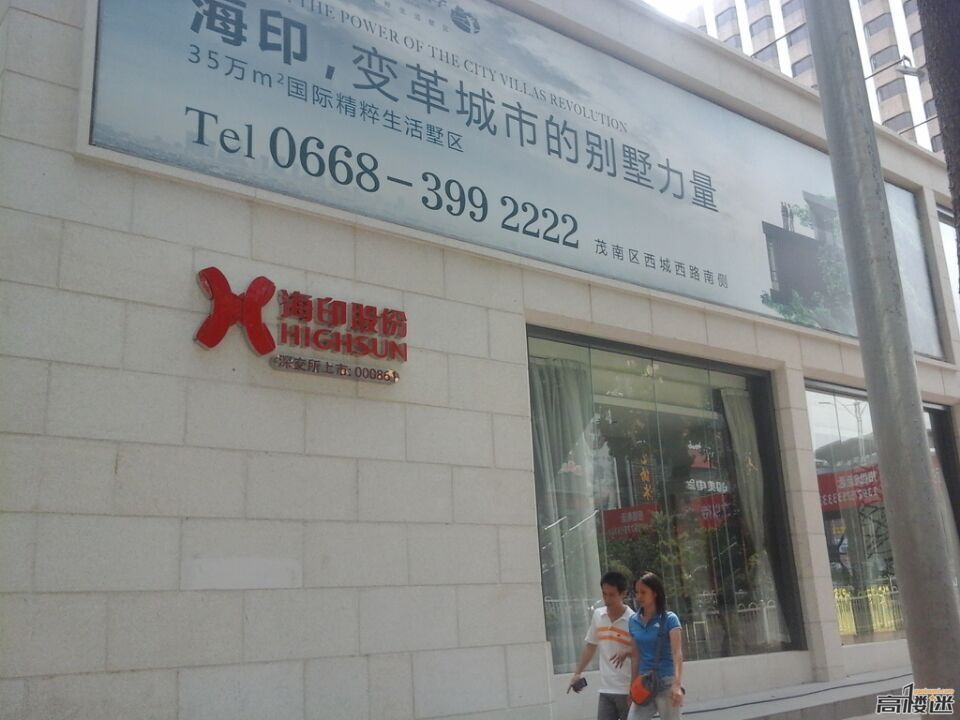 THE POWER OF THE CITY VILLAS REVOLUTION
海印,变革城市的别墅力量
35万m²国际精粹生活墅区
Tel 0668-399 2222
茂南区西城西路南侧
海印股份
HIGHSUN
深交所上市:000861
高楼迷